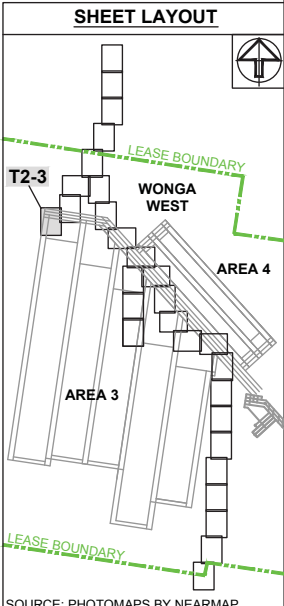 SHEET LAYOUT
LEASE BOUNDARY
T2-3
WONGA
WEST
AREA 4
AREA 3
LEASE BOUNDARY
SOURCE: PHOTOMAPS BY NEARMAP